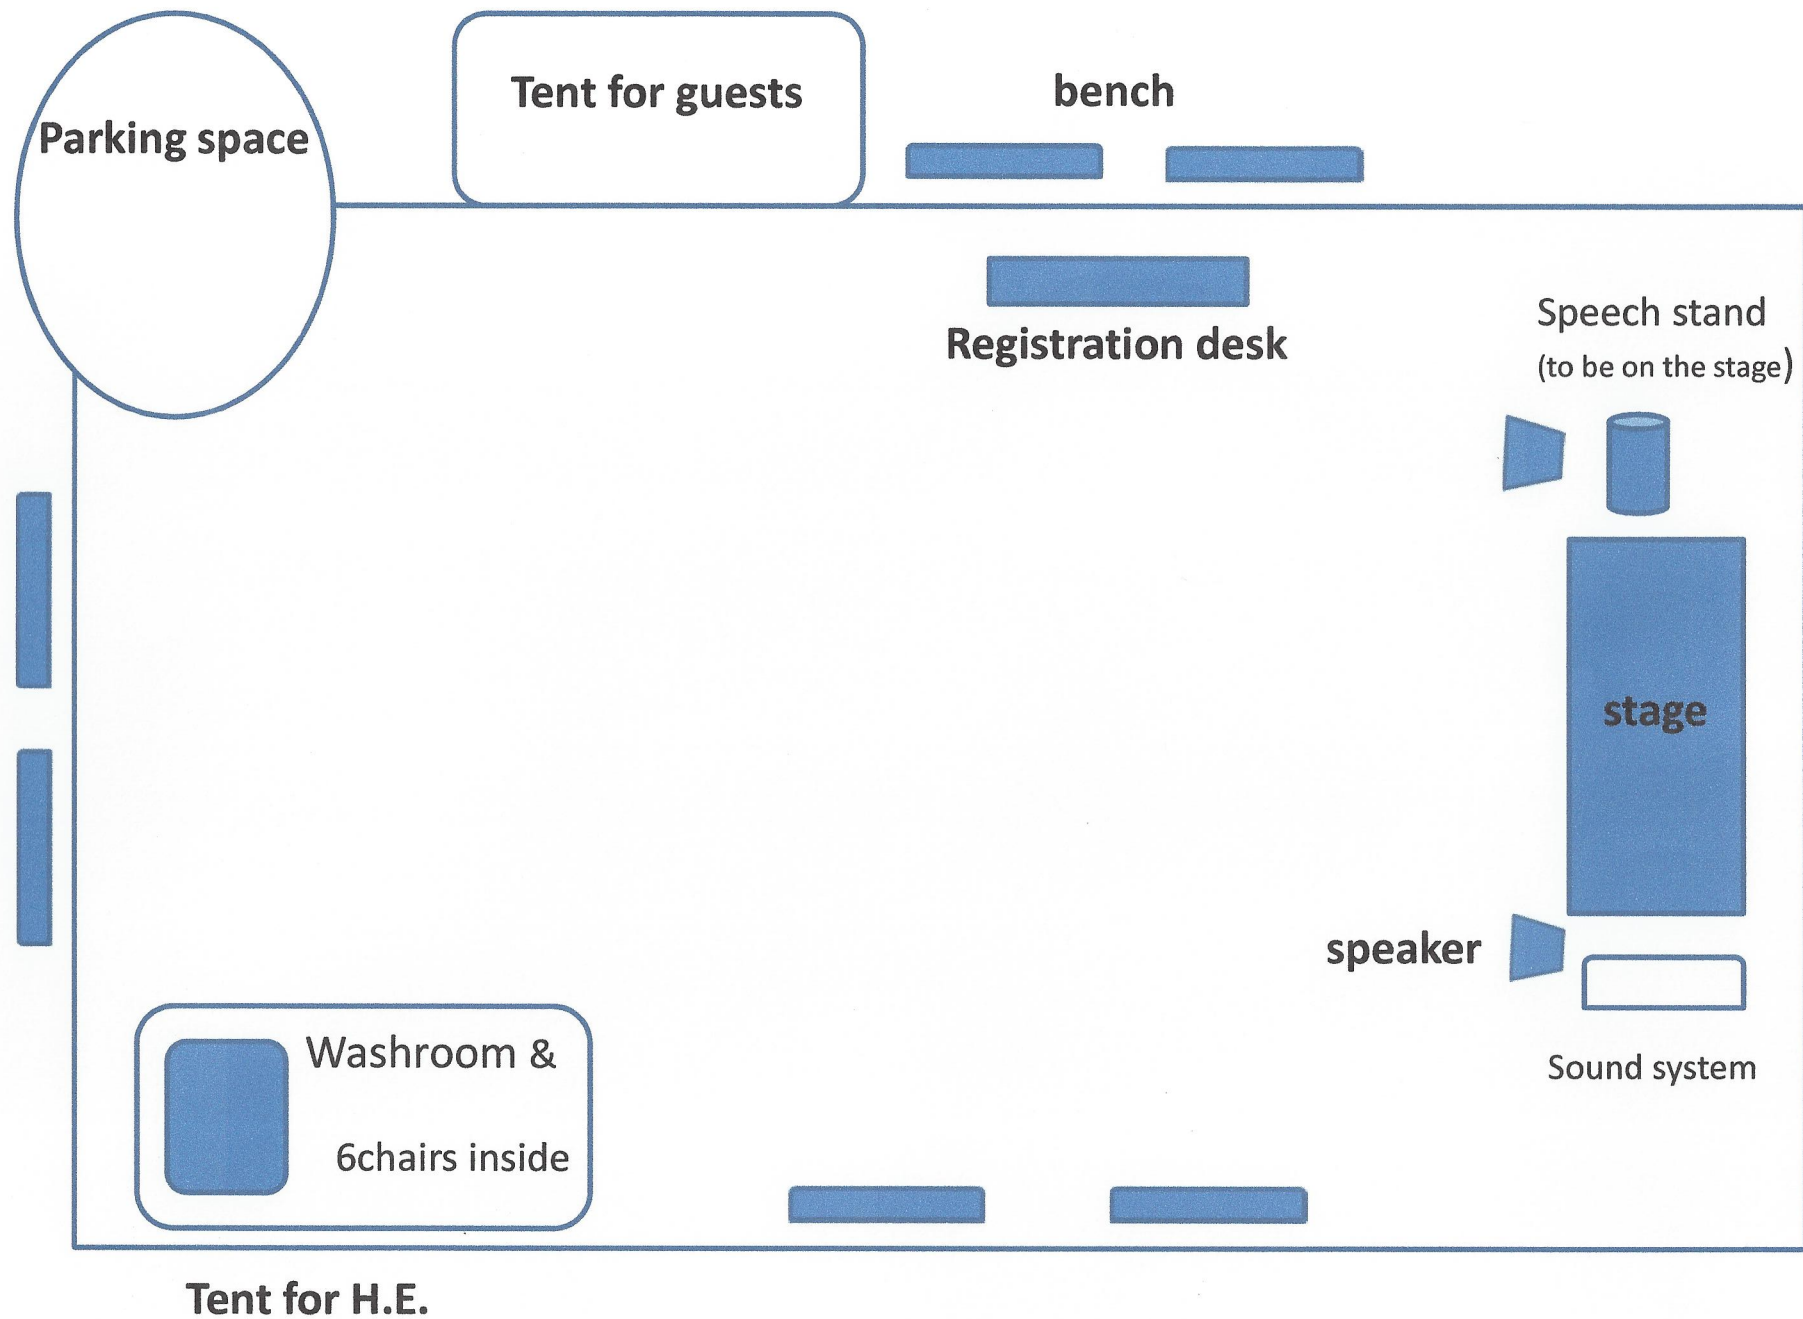 Parking space
Tent for guests
bench
Registration desk
Speech stand
(to be on the stage)
stage
speaker
Sound system
Washroom &
6chairs inside
Tent for H.E.